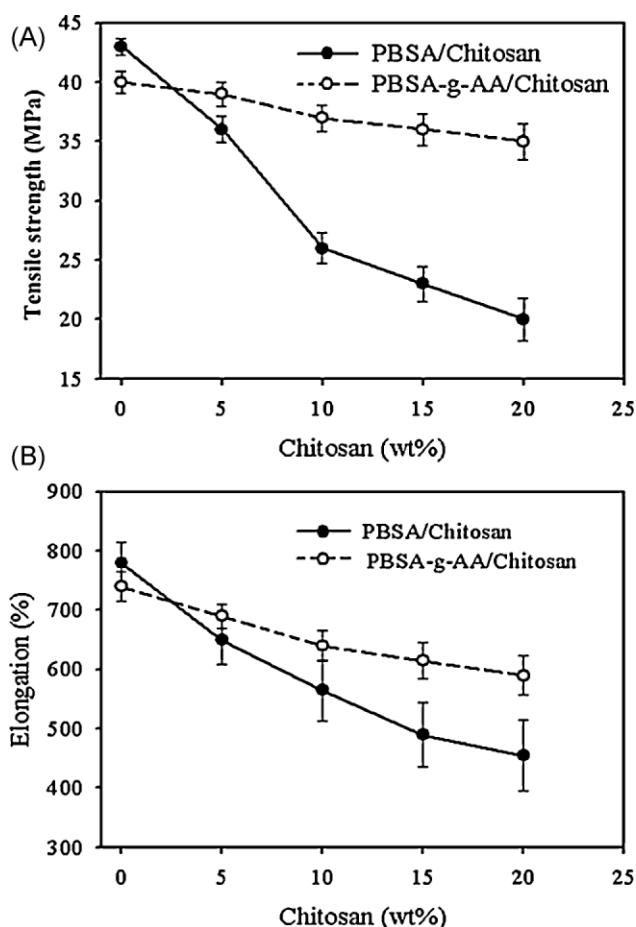 (A)
45
40
35
30
25
20
15
Tensile strength (MPa)
PBSA/Chitosan
PBSA-g-AA/Chitosan
0 5 10 15 20 25
Chitosan (wt%)
(B)
900
800
700
600
500
400
300
Elongation (%)
PBSA/Chitosan
PBSA-g-AA/Chitosan
0 5 10 15 20 25
Chitosan (wt%)